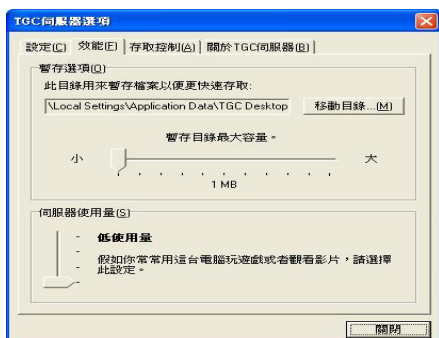 TGC伺服器選項
設定(C) 效能(E) 存取控制(A) 關於TGC伺服器(B)
暫存選項(O)
此目錄用來暫存檔案以便更快速存取:
\Local Settings\Application Data\TGC Desktop 移動目錄...(M)
暫存目錄最大容量。
小 大
1 MB
伺服器使用量(S)
低使用量
假如你常常用這台電腦玩遊戲或者觀看影片，請選擇
此設定。
關閉